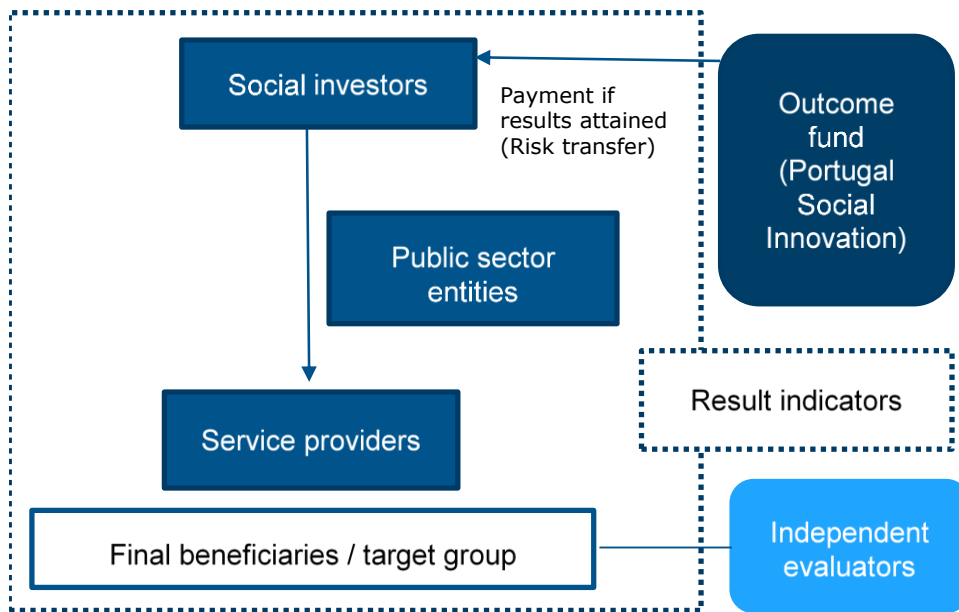 Social investors
Payment if
results attained
(Risk transfer)
Outcome
fund
(Portugal
Social
Innovation)
Public sector
entities
Result indicators
Service providers
Final beneficiaries / target group
Independent
evaluators